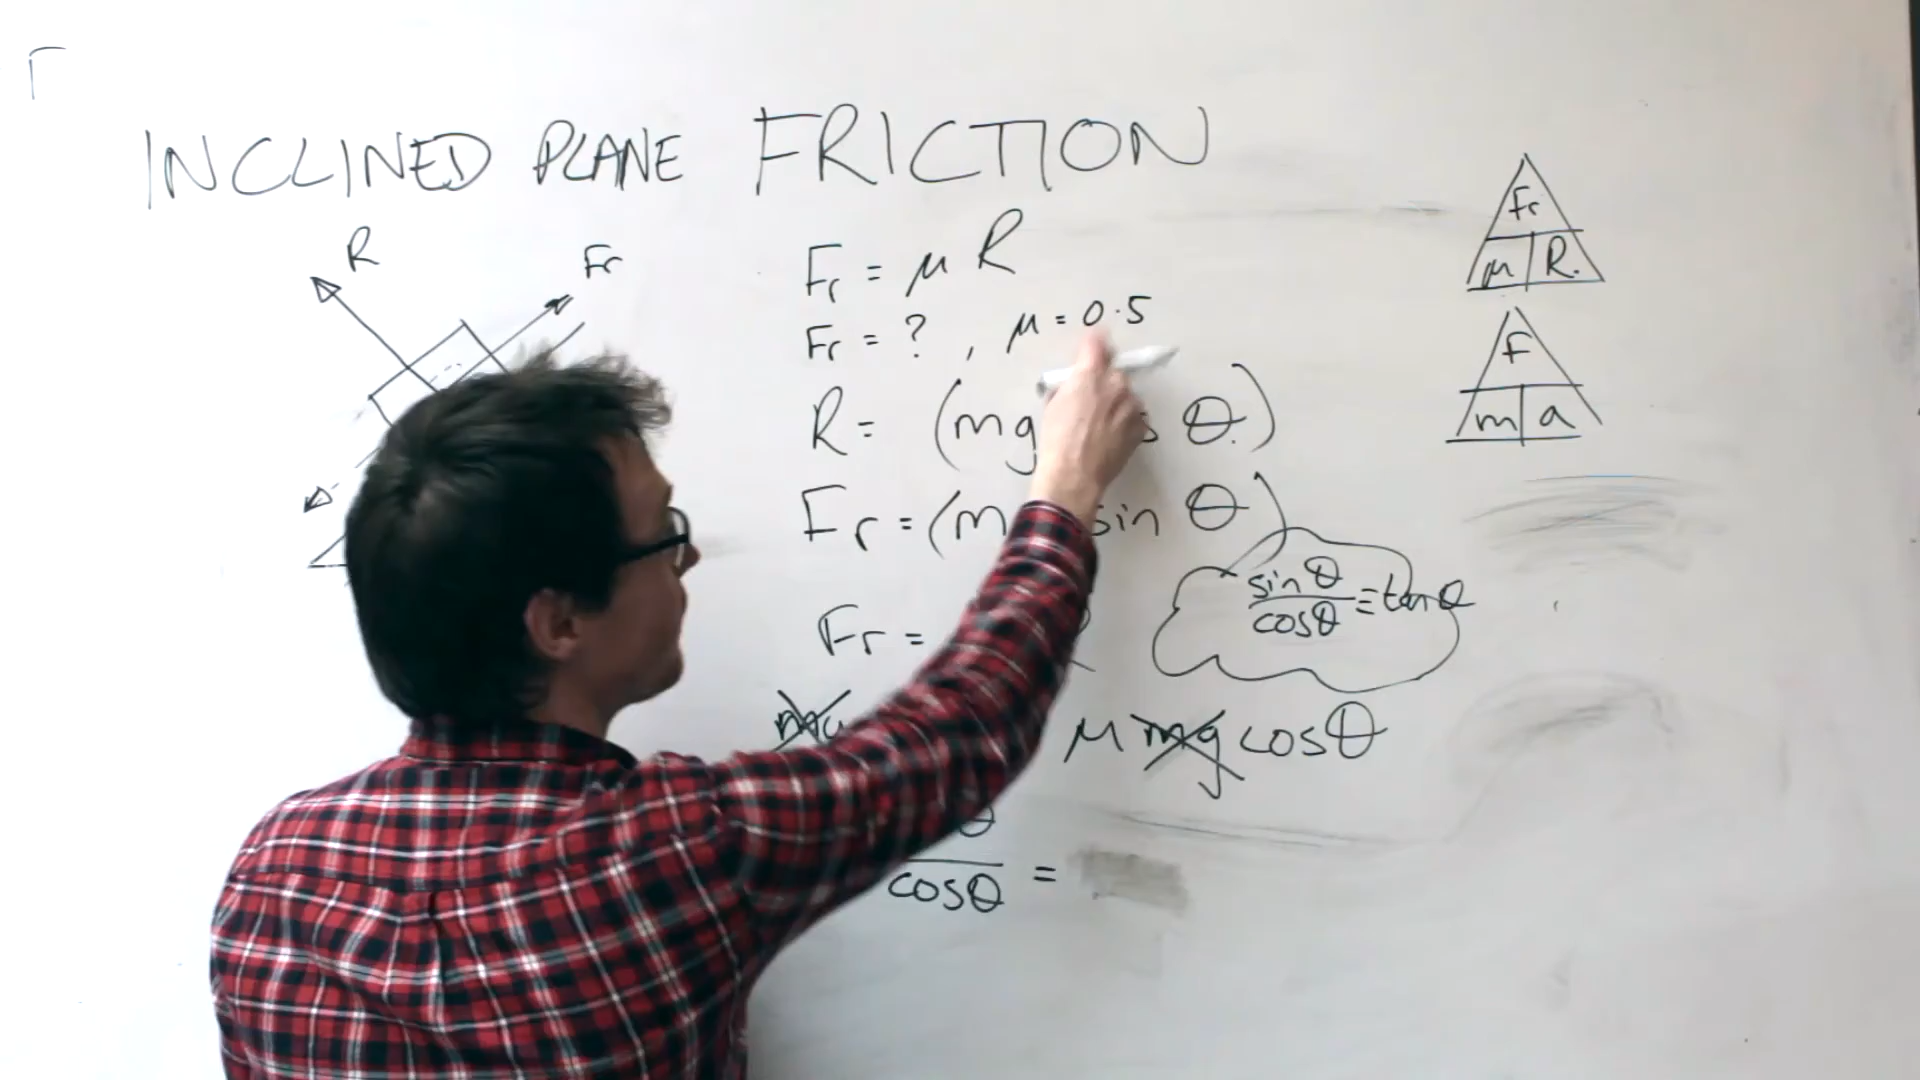 INCLINED PLANE FRICTION
R
Fr
Fr = μ R
Fr = ? , μ = 0.5
R = (mg θ)
Fr = (m sin θ)
Fr =
sinθ
cosθ ≡ tanθ
μ mg cosθ
θ
cosθ =
Fr
μ R.
F
m a